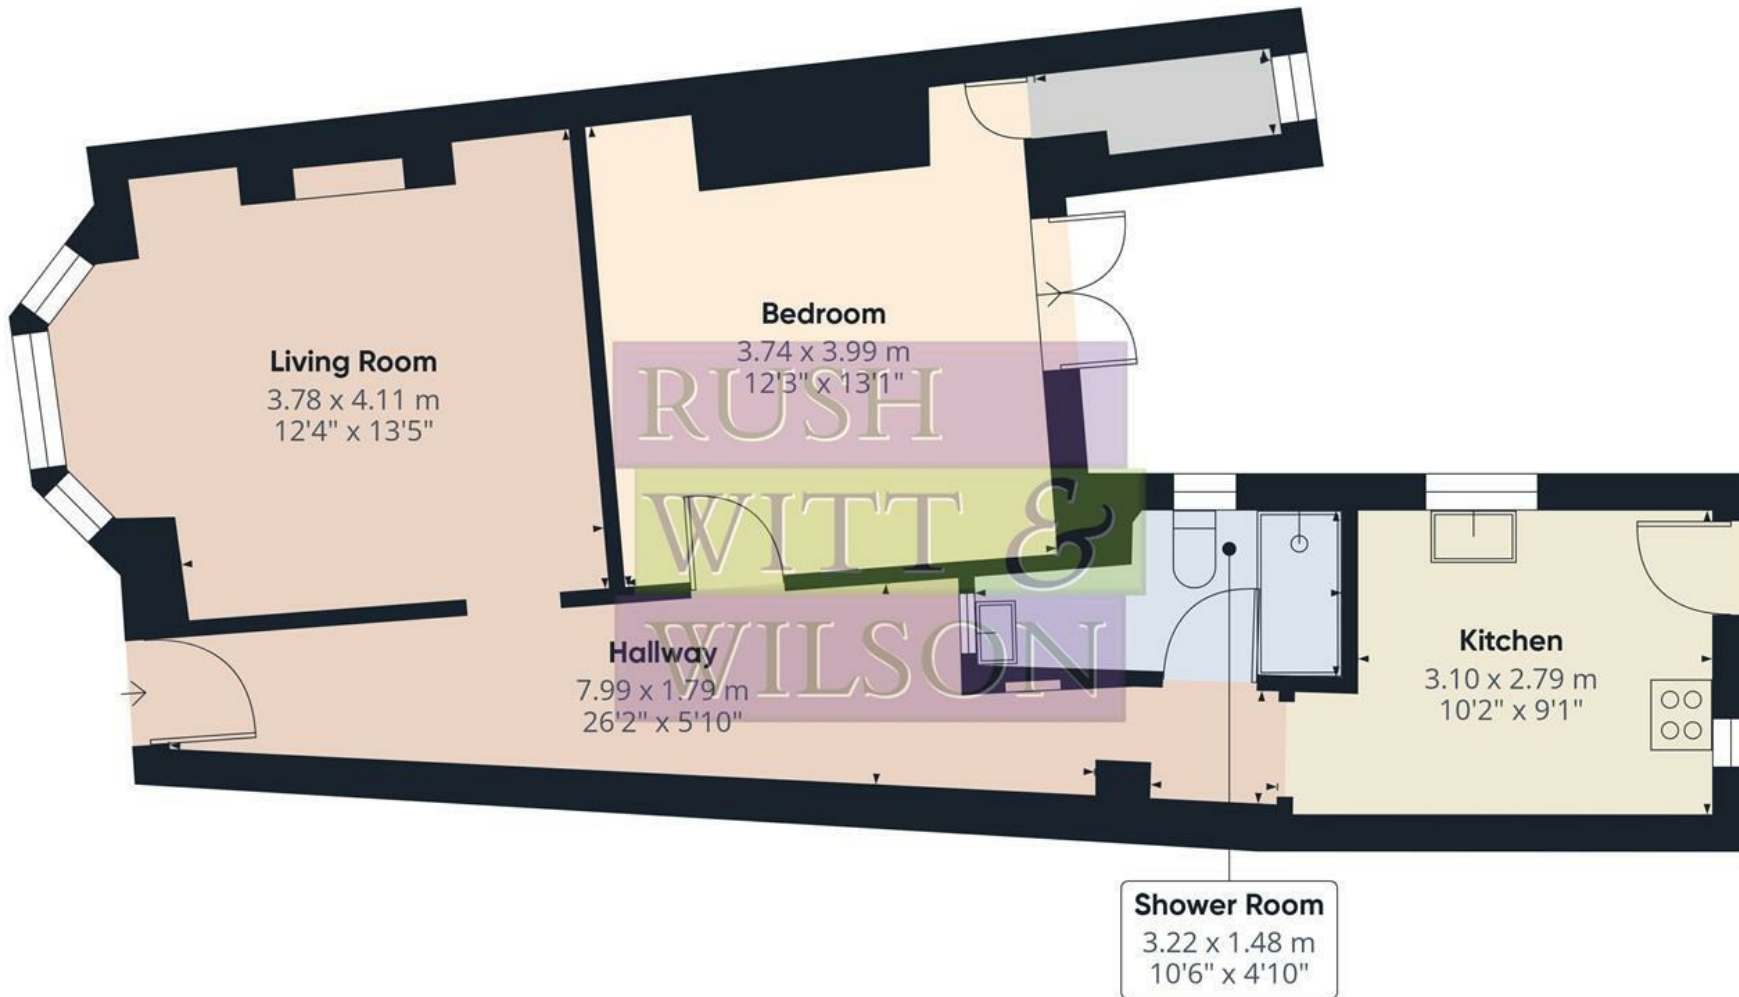 Living Room
3.78 x 4.11 m
12'4" x 13'5"
Bedroom
3.74 x 3.99 m
12'3" x 13'1"
RUSH
WITT &
WILSON
Hallway
7.99 x 1.79 m
26'2" x 5'10"
Kitchen
3.10 x 2.79 m
10'2" x 9'1"
Shower Room
3.22 x 1.48 m
10'6" x 4'10"